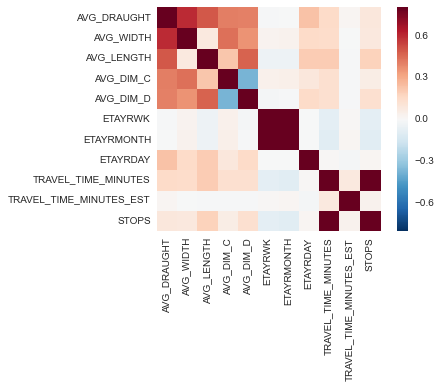 AVG_DRAUGHT
AVG_WIDTH
AVG_LENGTH
AVG_DIM_C
AVG_DIM_D
ETAYRWK
ETAYRMONTH
ETAYRDAY
TRAVEL_TIME_MINUTES
TRAVEL_TIME_MINUTES_EST
STOPS
AVG_DRAUGHT
AVG_WIDTH
AVG_LENGTH
AVG_DIM_C
AVG_DIM_D
ETAYRWK
ETAYRMONTH
ETAYRDAY
TRAVEL_TIME_MINUTES
TRAVEL_TIME_MINUTES_EST
STOPS
0.6
0.3
0.0
−0.3
−0.6